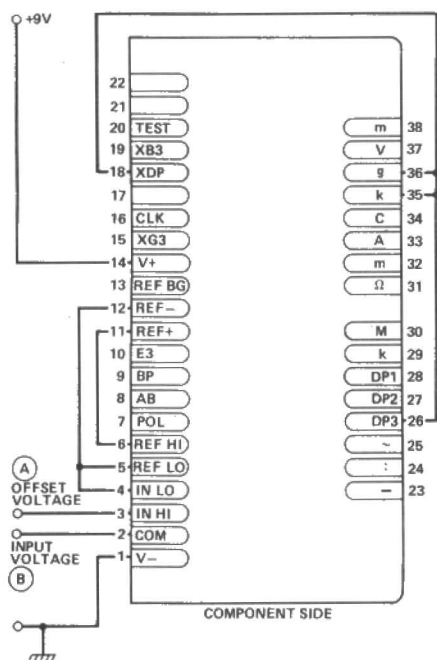 +9V
22
21
20 TEST
19 XB3
18 XDP
17
16 CLK
15 XG3
14 V+
13 REF BG
12 REF−
11 REF+
10 E3
9 BP
8 AB
7 POL
6 REF HI
5 REF LO
4 IN LO
3 IN HI
2 COM
1 V−
A
OFFSET
VOLTAGE
INPUT
VOLTAGE
B
m 38
V 37
g 36
k 35
C 34
A 33
m 32
Ω 31
M 30
k 29
DP1 28
DP2 27
DP3 26
~ 25
: 24
− 23
COMPONENT SIDE